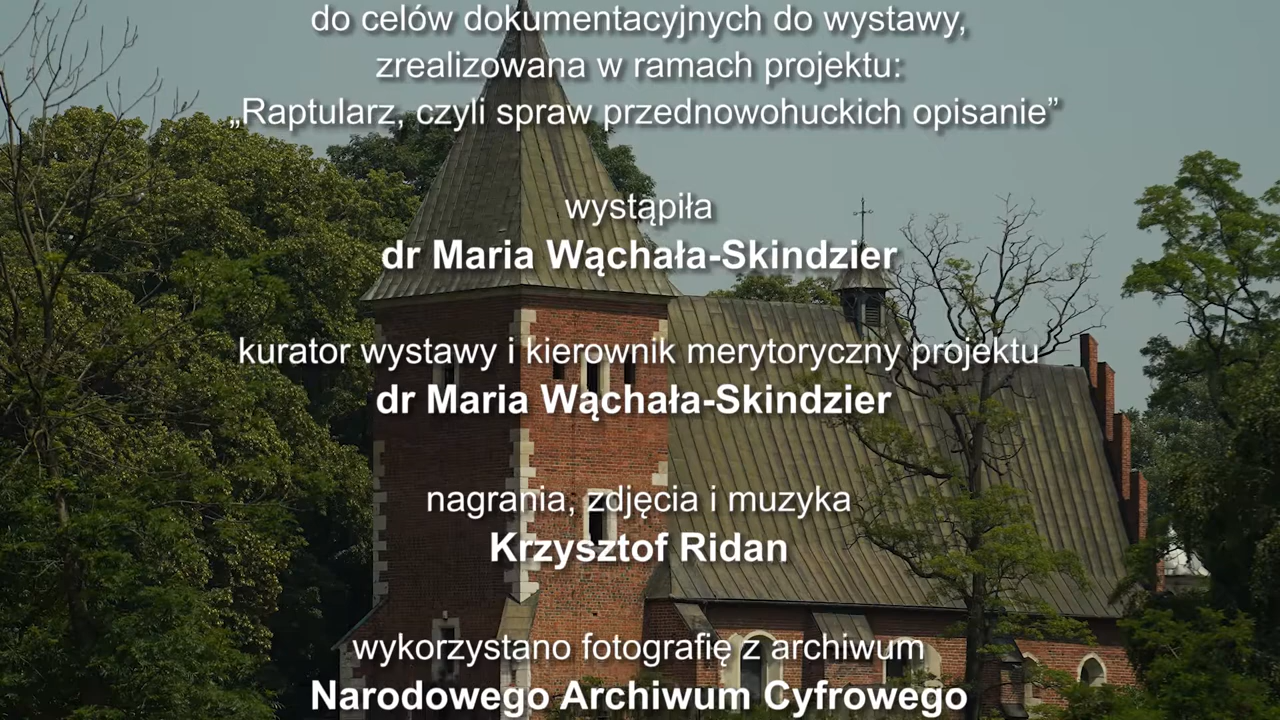 do celów dokumentacyjnych do wystawy,
zrealizowana w ramach projektu:
„Raptularz, czyli spraw przednowohuckich opisanie”
wystąpiła
dr Maria Wąchała-Skindzier
kurator wystawy i kierownik merytoryczny projektu
dr Maria Wąchała-Skindzier
nagrania, zdjęcia i muzyka
Krzysztof Ridan
wykorzystano fotografię z archiwum
Narodowego Archiwum Cyfrowego